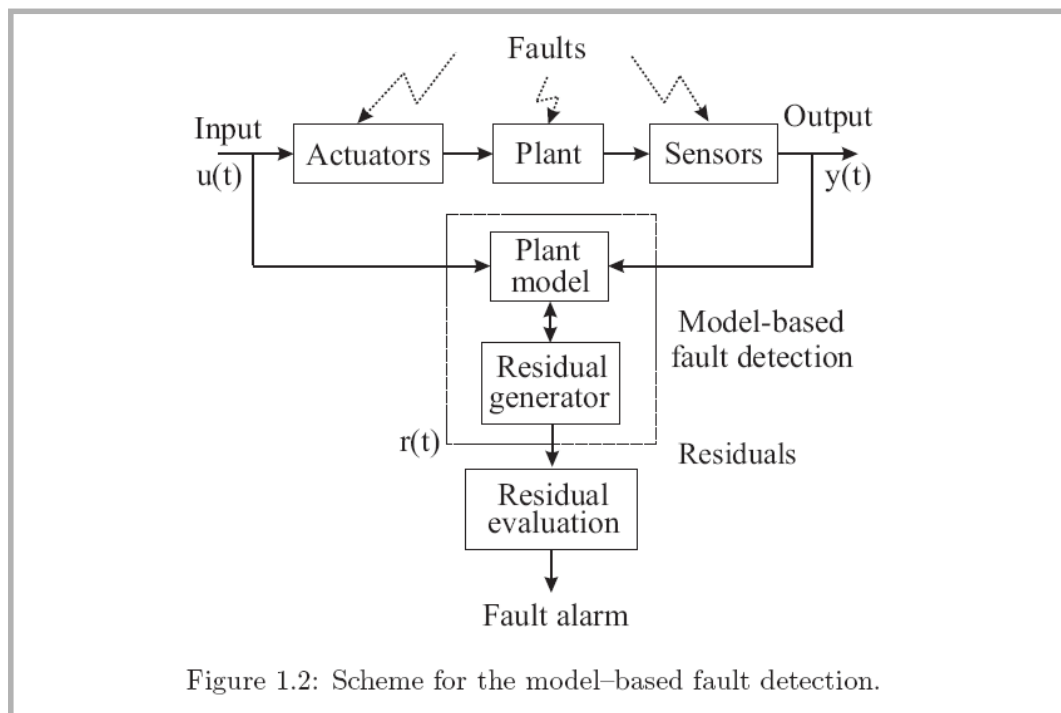 Faults
Input
Output
Actuators
Plant
Sensors
u(t)
y(t)
Plant
model
Model-based
fault detection
Residual
generator
r(t)
Residuals
Residual
evaluation
Fault alarm
Figure 1.2: Scheme for the model–based fault detection.